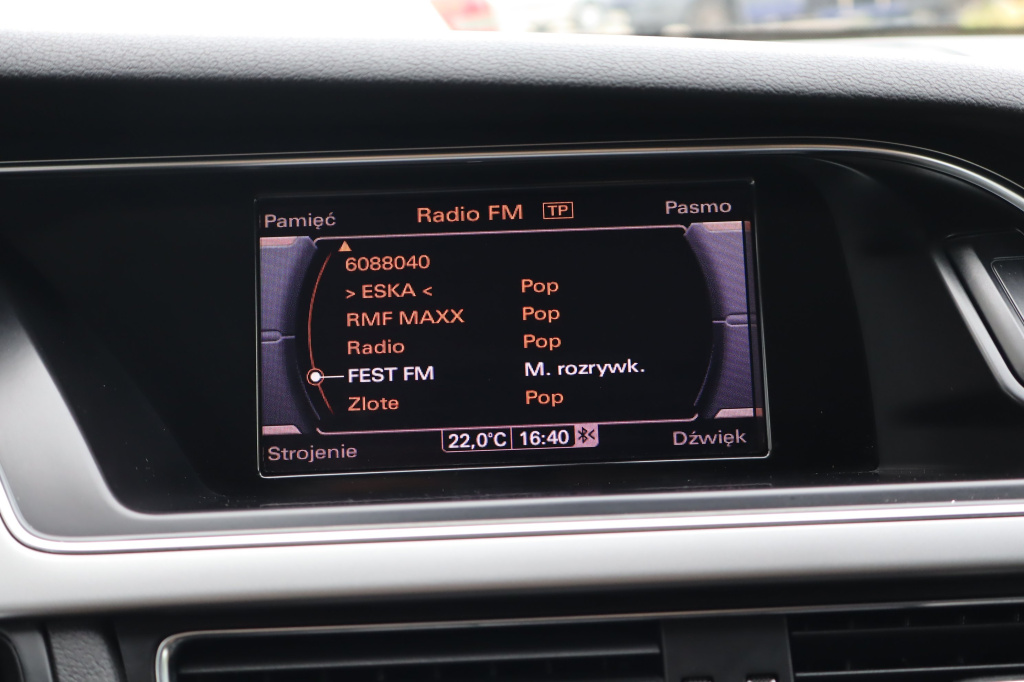 Pamięć Radio FM TP Pasmo
6088040
> ESKA < Pop
RMF MAXX Pop
Radio Pop
FEST FM M. rozrywk.
Zlote Pop
Strojenie 22,0°C 16:40 Dźwięk